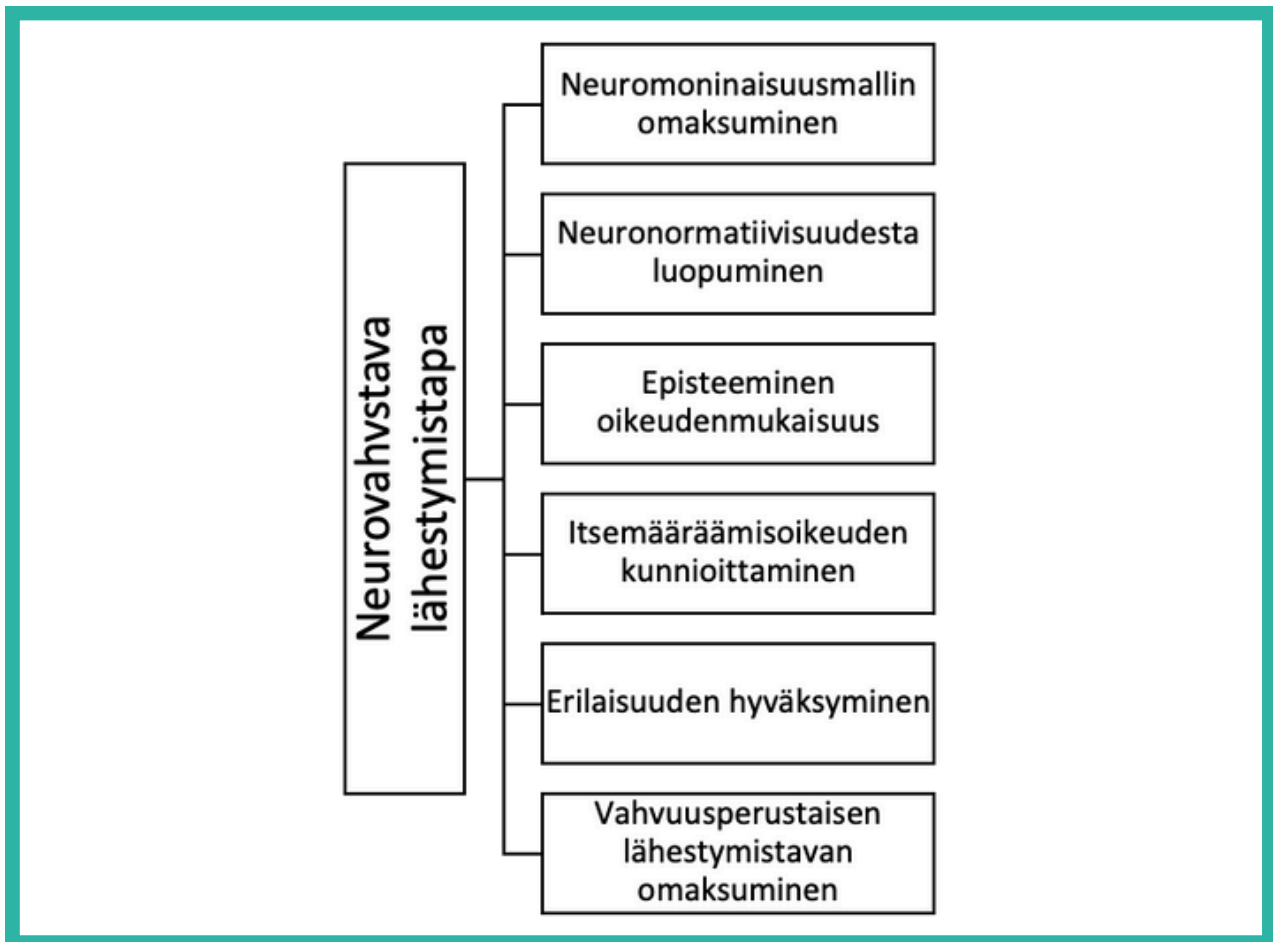 Neurovahvstava
lähestymistapa
Neuromoninaisuusmallin
omaksuminen
Neuronormatiivisuudesta
luopuminen
Episteeminen
oikeudenmukaisuus
Itsemääräämisoikeuden
kunnioittaminen
Erilaisuuden hyväksyminen
Vahvuusperustaisen
lähestymistavan
omaksuminen